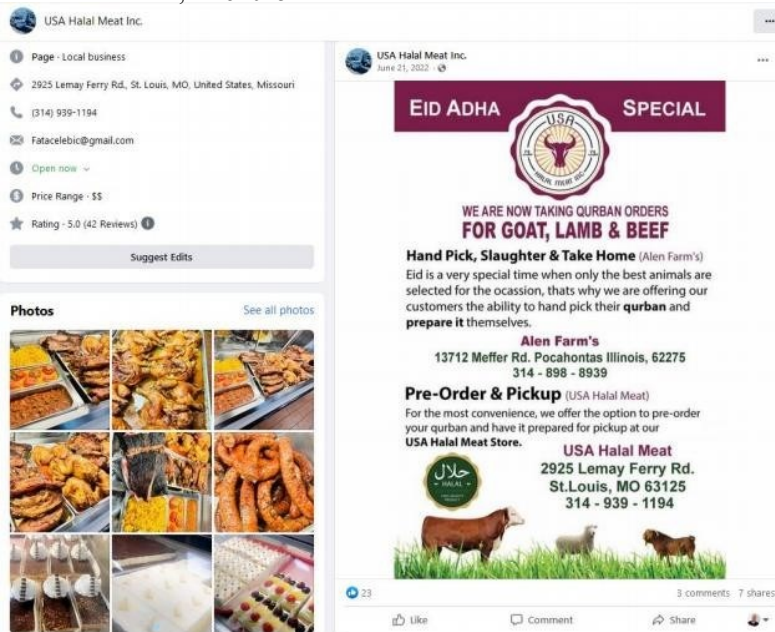 USA Halal Meat Inc.
Page · Local business
2925 Lemay Ferry Rd., St. Louis, MO, United States, Missouri
(314) 939-1194
Fatacelebic@gmail.com
Open now
Price Range · $$
Rating · 5.0 (42 Reviews)
Suggest Edits
Photos
See all photos
USA Halal Meat Inc.
June 21, 2022
EID ADHA SPECIAL
USA
HALAL MEAT INC
WE ARE NOW TAKING QURBAN ORDERS
FOR GOAT, LAMB & BEEF
Hand Pick, Slaughter & Take Home (Alen Farm's)
Eid is a very special time when only the best animals are
selected for the ocassion, thats why we are offering our
customers the ability to hand pick their qurban and
prepare it themselves.
Alen Farm's
13712 Meffer Rd. Pocahontas Illinois, 62275
314 - 898 - 8939
Pre-Order & Pickup (USA Halal Meat)
For the most convenience, we offer the option to pre-order
your qurban and have it prepared for pickup at our
USA Halal Meat Store.
حلال
HALAL
USA Halal Meat
2925 Lemay Ferry Rd.
St.Louis, MO 63125
314 - 939 - 1194
23
3 comments 7 shares
Like
Comment
Share